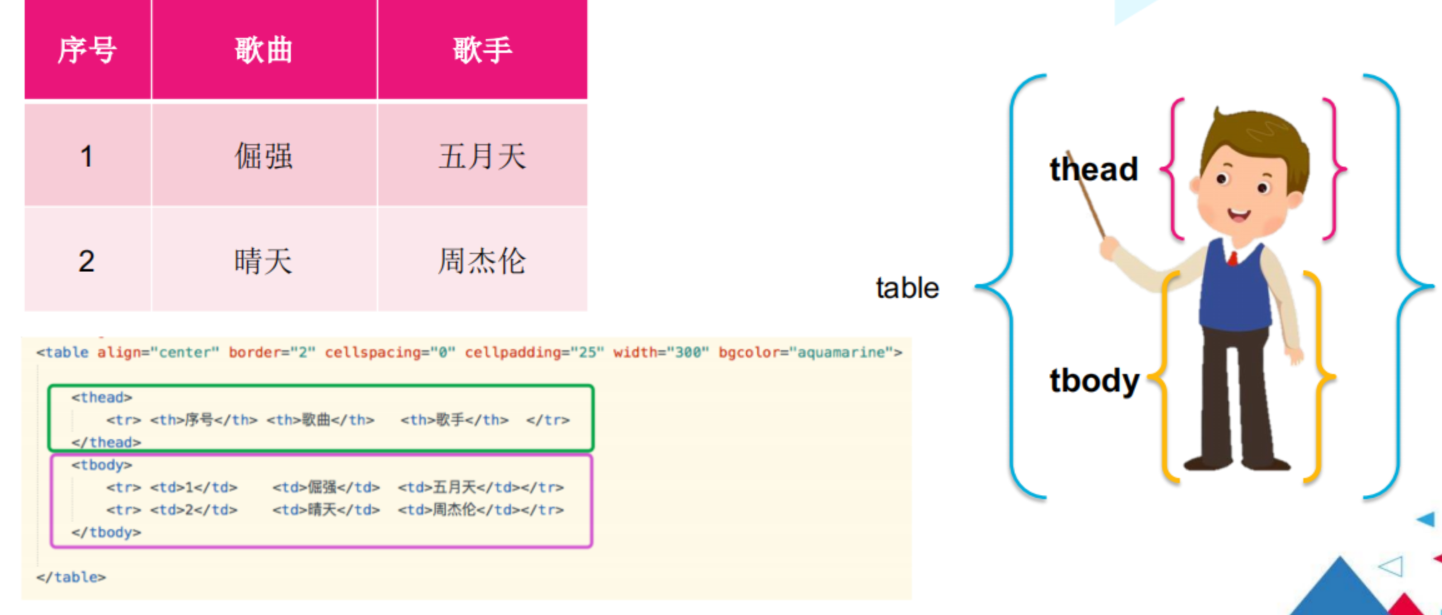 序号 歌曲 歌手
1 倔强 五月天
2 晴天 周杰伦
<table align="center" border="2" cellspacing="0" cellpadding="25" width="300" bgcolor="aquamarine">
<thead>
<tr> <th>序号</th> <th>歌曲</th> <th>歌手</th> </tr>
</thead>
<tbody>
<tr> <td>1</td> <td>倔强</td> <td>五月天</td></tr>
<tr> <td>2</td> <td>晴天</td> <td>周杰伦</td></tr>
</tbody>
</table>
thead
table
tbody